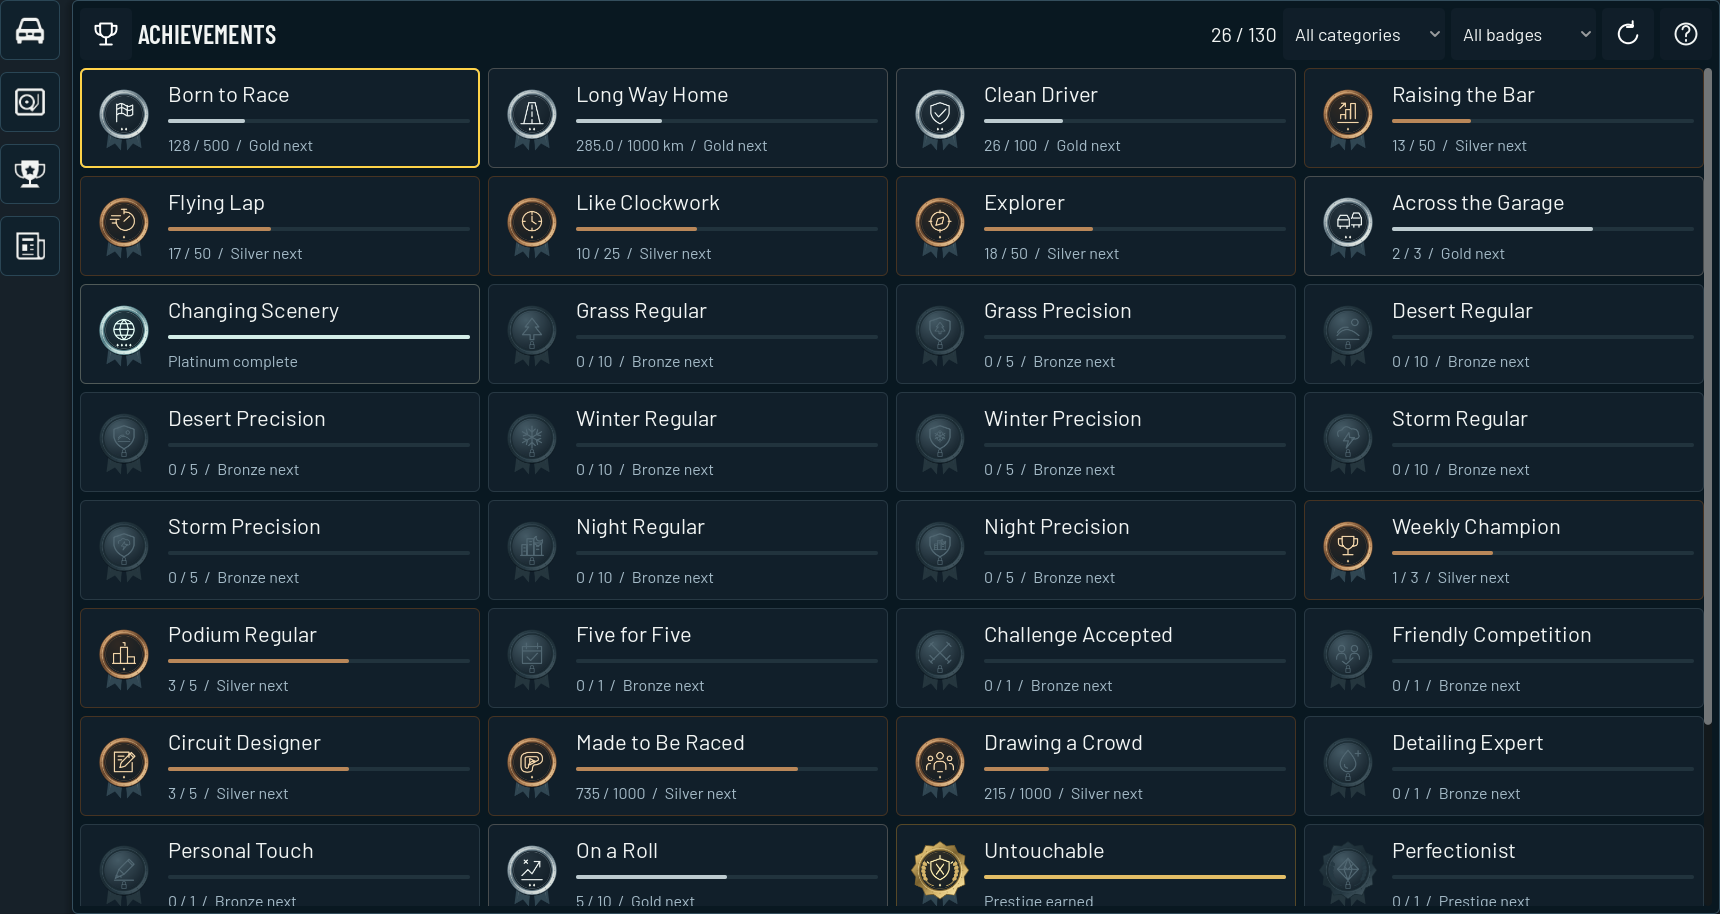 ACHIEVEMENTS
26 / 130
All categories
All badges
Born to Race
128 / 500 / Gold next
Long Way Home
285.0 / 1000 km / Gold next
Clean Driver
26 / 100 / Gold next
Raising the Bar
13 / 50 / Silver next
Flying Lap
17 / 50 / Silver next
Like Clockwork
10 / 25 / Silver next
Explorer
18 / 50 / Silver next
Across the Garage
2 / 3 / Gold next
Changing Scenery
Platinum complete
Grass Regular
0 / 10 / Bronze next
Grass Precision
0 / 5 / Bronze next
Desert Regular
0 / 10 / Bronze next
Desert Precision
0 / 5 / Bronze next
Winter Regular
0 / 10 / Bronze next
Winter Precision
0 / 5 / Bronze next
Storm Regular
0 / 10 / Bronze next
Storm Precision
0 / 5 / Bronze next
Night Regular
0 / 10 / Bronze next
Night Precision
0 / 5 / Bronze next
Weekly Champion
1 / 3 / Silver next
Podium Regular
3 / 5 / Silver next
Five for Five
0 / 1 / Bronze next
Challenge Accepted
0 / 1 / Bronze next
Friendly Competition
0 / 1 / Bronze next
Circuit Designer
3 / 5 / Silver next
Made to Be Raced
735 / 1000 / Silver next
Drawing a Crowd
215 / 1000 / Silver next
Detailing Expert
0 / 1 / Bronze next
Personal Touch
0 / 1 / Bronze next
On a Roll
5 / 10 / Gold next
Untouchable
Prestige earned
Perfectionist
0 / 1 / Prestige next